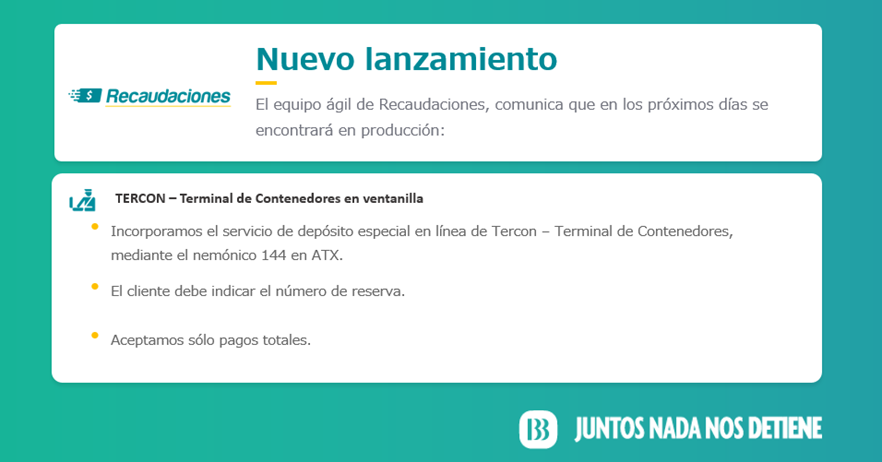 Nuevo lanzamiento
$ Recaudaciones
El equipo ágil de Recaudaciones, comunica que en los próximos días se
encontrará en producción:
TERCON – Terminal de Contenedores en ventanilla
• Incorporamos el servicio de depósito especial en línea de Tercon – Terminal de Contenedores,
mediante el nemónico 144 en ATX.
• El cliente debe indicar el número de reserva.
• Aceptamos sólo pagos totales.
BB JUNTOS NADA NOS DETIENE